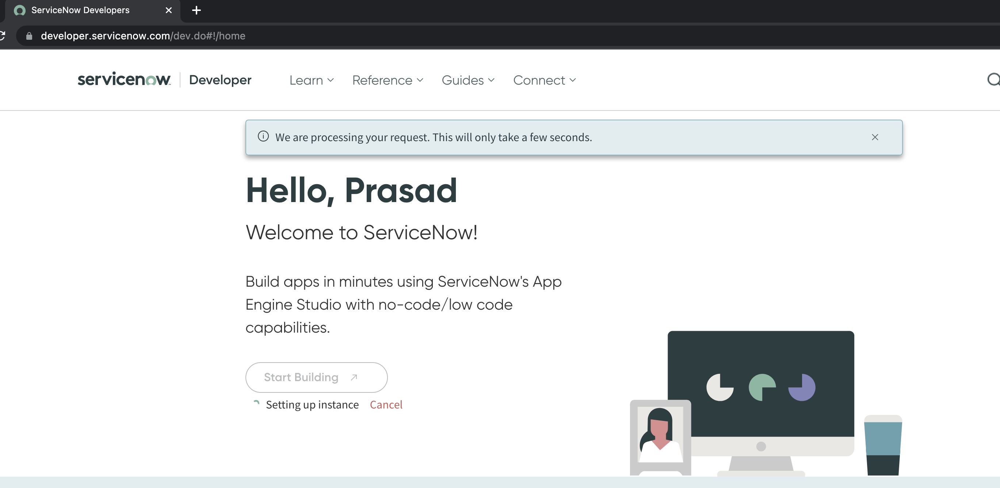 ServiceNow Developers
developer.servicenow.com/dev.do#!/home
servicenow Developer Learn Reference Guides Connect
We are processing your request. This will only take a few seconds.
Hello, Prasad
Welcome to ServiceNow!
Build apps in minutes using ServiceNow's App
Engine Studio with no-code/low code
capabilities.
Start Building
Setting up instance Cancel